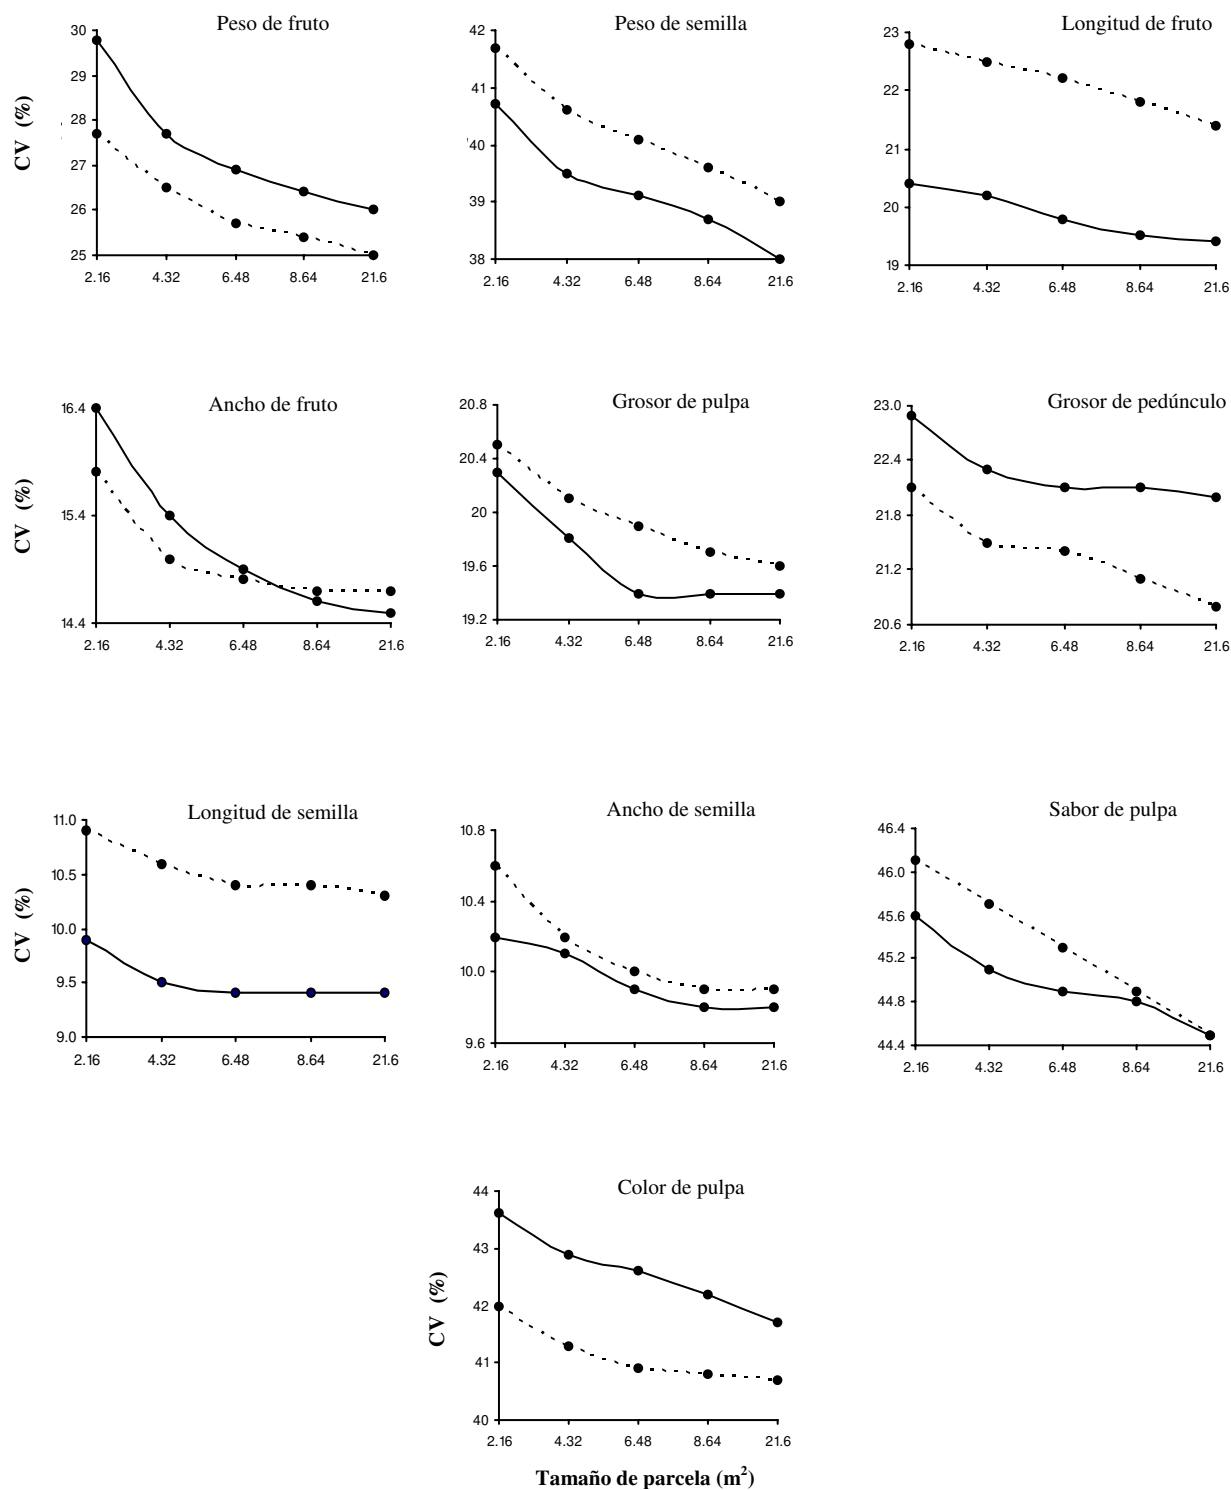 Peso de fruto
30
29
28
27
26
25
CV (%)
2.16 4.32 6.48 8.64 21.6
Peso de semilla
42
41
40
39
38
2.16 4.32 6.48 8.64 21.6
Longitud de fruto
23
22
21
20
19
2.16 4.32 6.48 8.64 21.6
Ancho de fruto
16.4
15.4
14.4
CV (%)
2.16 4.32 6.48 8.64 21.6
Grosor de pulpa
20.8
20.4
20
19.6
19.2
2.16 4.32 6.48 8.64 21.6
Grosor de pedúnculo
23.0
22.4
21.8
21.2
20.6
2.16 4.32 6.48 8.64 21.6
Longitud de semilla
11.0
10.5
10.0
9.5
9.0
CV (%)
2.16 4.32 6.48 8.64 21.6
Ancho de semilla
10.8
10.4
10.0
9.6
2.16 4.32 6.48 8.64 21.6
Sabor de pulpa
46.4
46.0
45.6
45.2
44.8
44.4
2.16 4.32 6.48 8.64 21.6
Color de pulpa
44
43
42
41
40
CV (%)
2.16 4.32 6.48 8.64 21.6
Tamaño de parcela (m²)